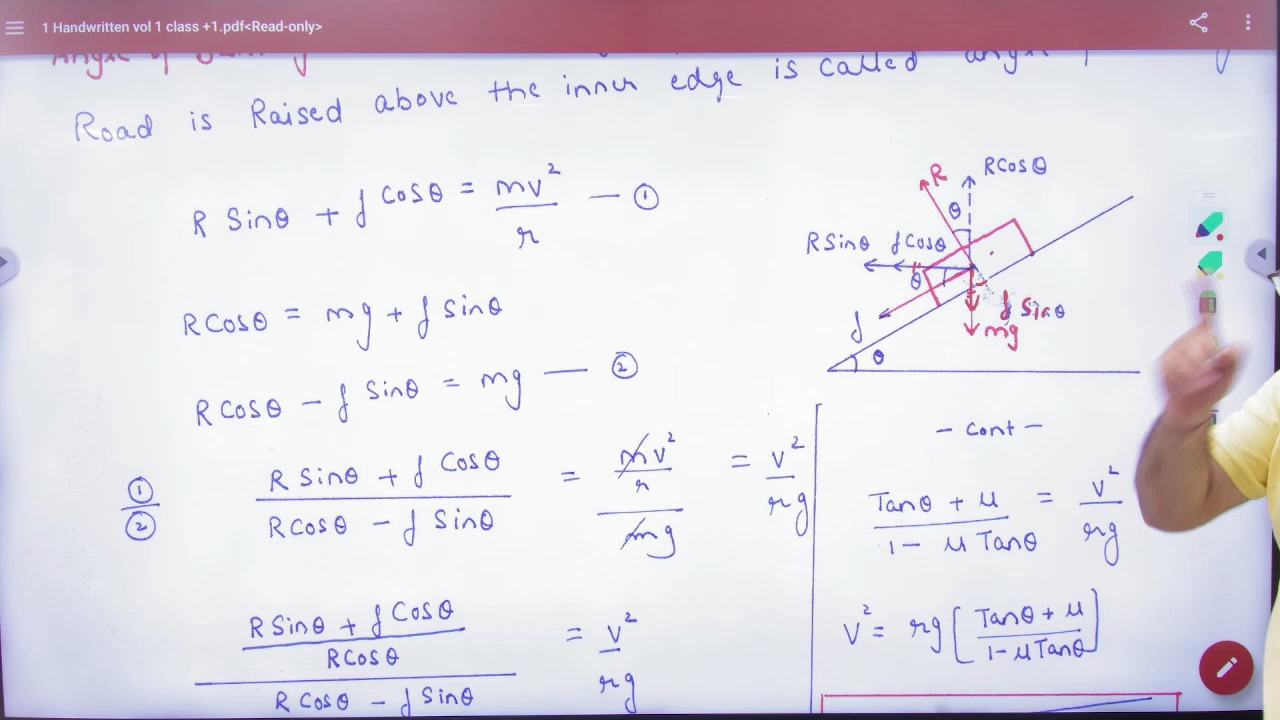 1 Handwritten vol 1 class +1.pdf<Read-only>
Angle of
Road is Raised above the inner edge is called
R Sinθ + f Cosθ = mv²/r — ①
R Cosθ = mg + f Sinθ
R Cosθ − f Sinθ = mg — ②
①/② (R Sinθ + f Cosθ)/(R Cosθ − f Sinθ) = (mv²/r)/(mg) = v²/rg
((R Sinθ + f Cosθ)/(R Cosθ))/(R Cosθ − f Sinθ) = v²/rg
R
R Cosθ
θ
R Sinθ f Cosθ
θ
f Sinθ
mg
f
θ
- Cont -
(Tanθ + μ)/(1 − μ Tanθ) = v²/rg
V² = rg [(Tanθ + μ)/(1 − μ Tanθ)]